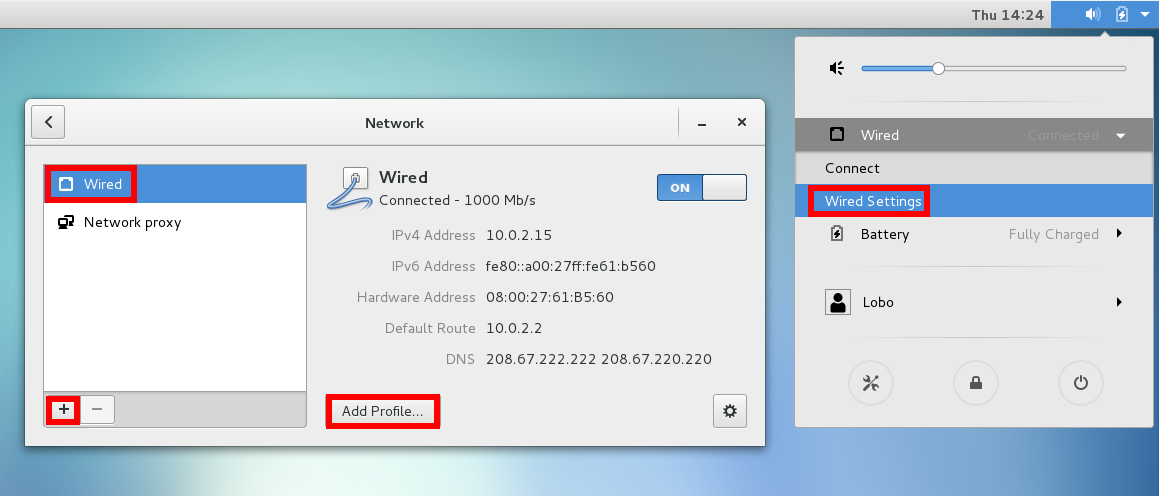 Thu 14:24
Network
Wired
Network proxy
+
−
Wired
Connected - 1000 Mb/s
ON
IPv4 Address 10.0.2.15
IPv6 Address fe80::a00:27ff:fe61:b560
Hardware Address 08:00:27:61:B5:60
Default Route 10.0.2.2
DNS 208.67.222.222 208.67.220.220
Add Profile...
Wired Connected
Connect
Wired Settings
Battery Fully Charged
Lobo